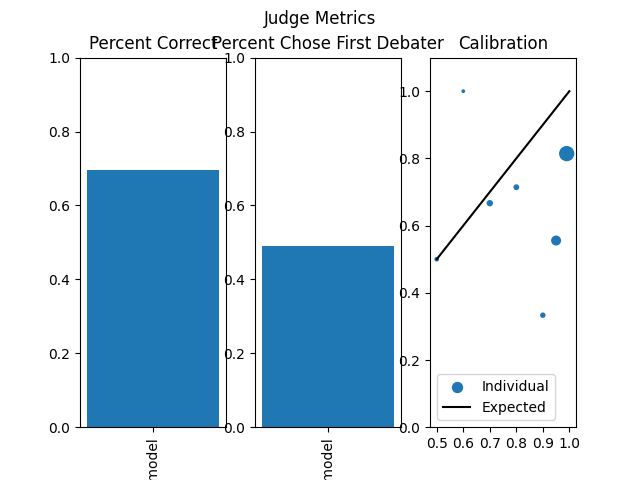 Judge Metrics
Percent Correct
Percent Chose First Debater
Calibration
1.0
0.8
0.6
0.4
0.2
0.0
model
1.0
0.8
0.6
0.4
0.2
0.0
model
1.0
0.8
0.6
0.4
0.2
0.0
Individual
Expected
0.5 0.6 0.7 0.8 0.9 1.0